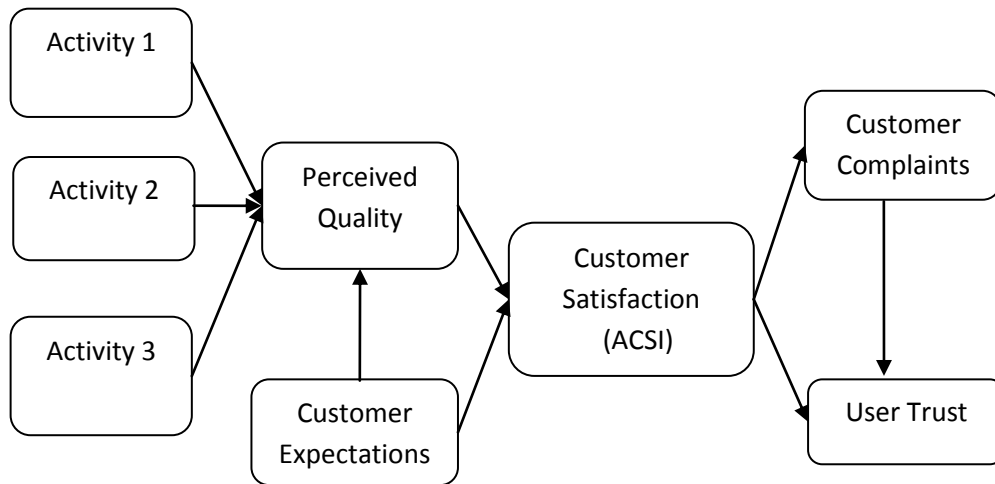 Activity 1
Activity 2
Activity 3
Perceived
Quality
Customer
Expectations
Customer
Satisfaction
(ACSI)
Customer
Complaints
User Trust